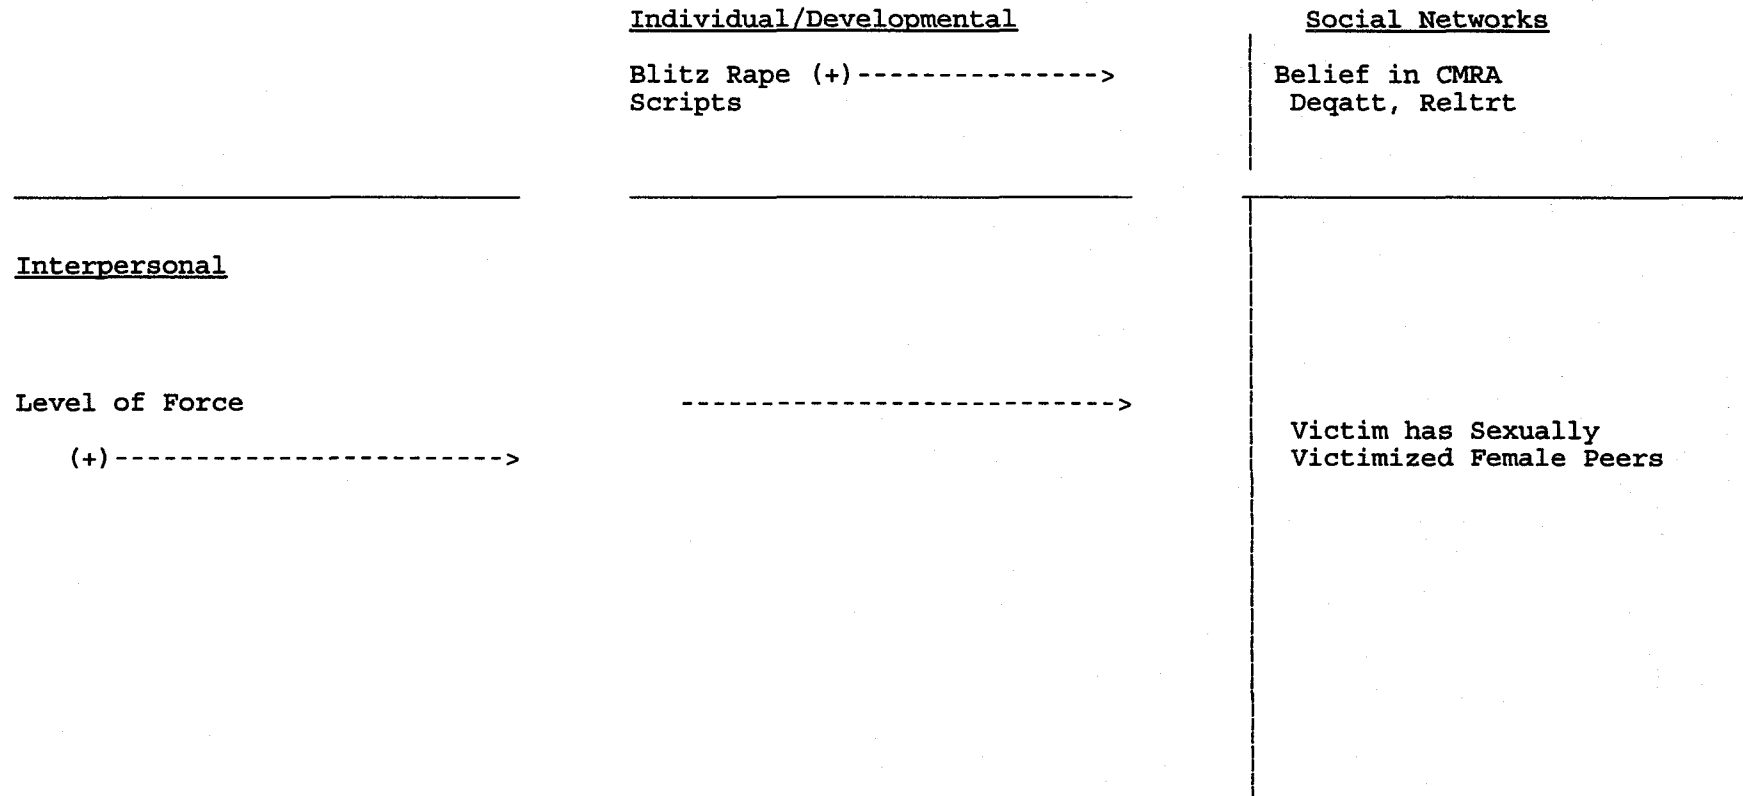 Individual/Developmental Social Networks
Blitz Rape (+)---------------> Belief in CMRA
Scripts Deqatt, Reltrt
Interpersonal
Level of Force --------------------------->
(+)------------------------> Victim has Sexually
Victimized Female Peers